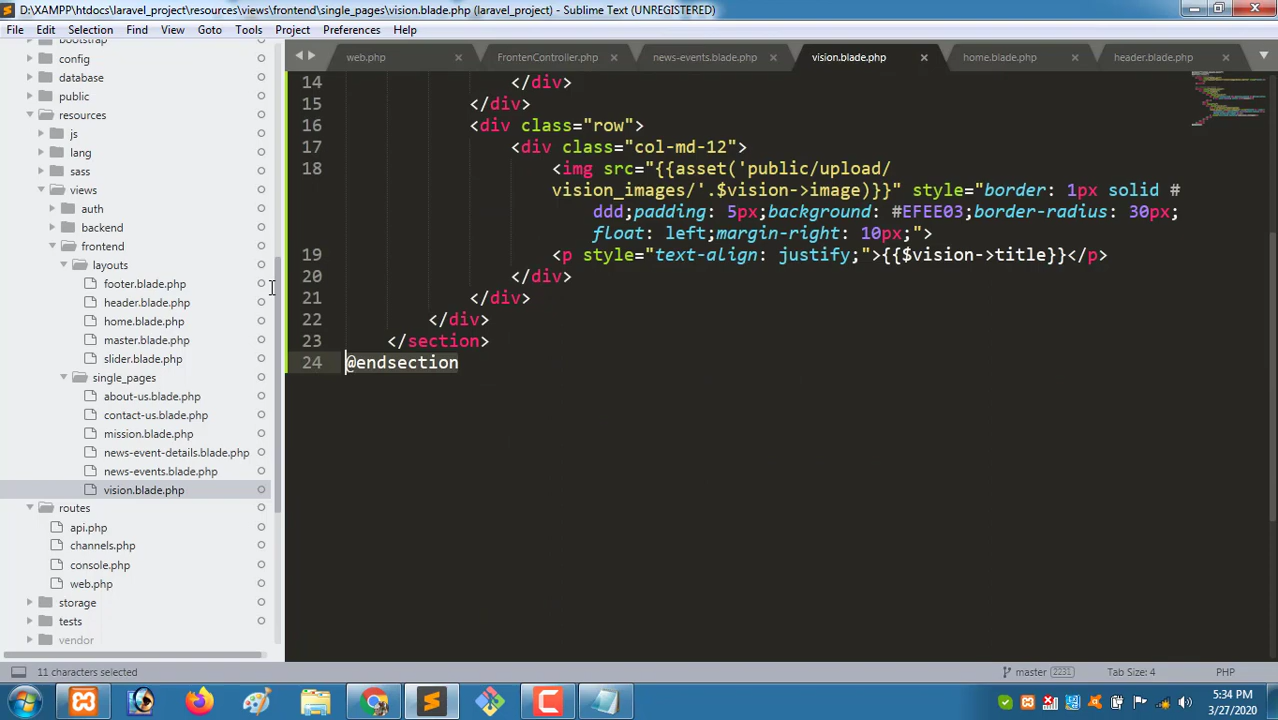 D:\XAMPP\htdocs\laravel_project\resources\views\frontend\single_pages\vision.blade.php (laravel_project) - Sublime Text (UNREGISTERED)
File Edit Selection Find View Goto Tools Project Preferences Help
bootstrap
config
database
public
resources
js
lang
sass
views
auth
backend
frontend
layouts
footer.blade.php
header.blade.php
home.blade.php
master.blade.php
slider.blade.php
single_pages
about-us.blade.php
contact-us.blade.php
mission.blade.php
news-event-details.blade.php
news-events.blade.php
vision.blade.php
routes
api.php
channels.php
console.php
web.php
storage
tests
vendor
web.php FrontenController.php news-events.blade.php vision.blade.php home.blade.php header.blade.php
14 </div>
15 </div>
16 <div class="row">
17 <div class="col-md-12">
18 <img src="{{asset('public/upload/
vision_images/'.$vision->image)}}" style="border: 1px solid #
ddd;padding: 5px;background: #EFEE03;border-radius: 30px;
float: left;margin-right: 10px;">
19 <p style="text-align: justify;">{{$vision->title}}</p>
20 </div>
21 </div>
22 </div>
23 </section>
24 @endsection
11 characters selected
master 2231
Tab Size: 4
PHP
5:34 PM
3/27/2020